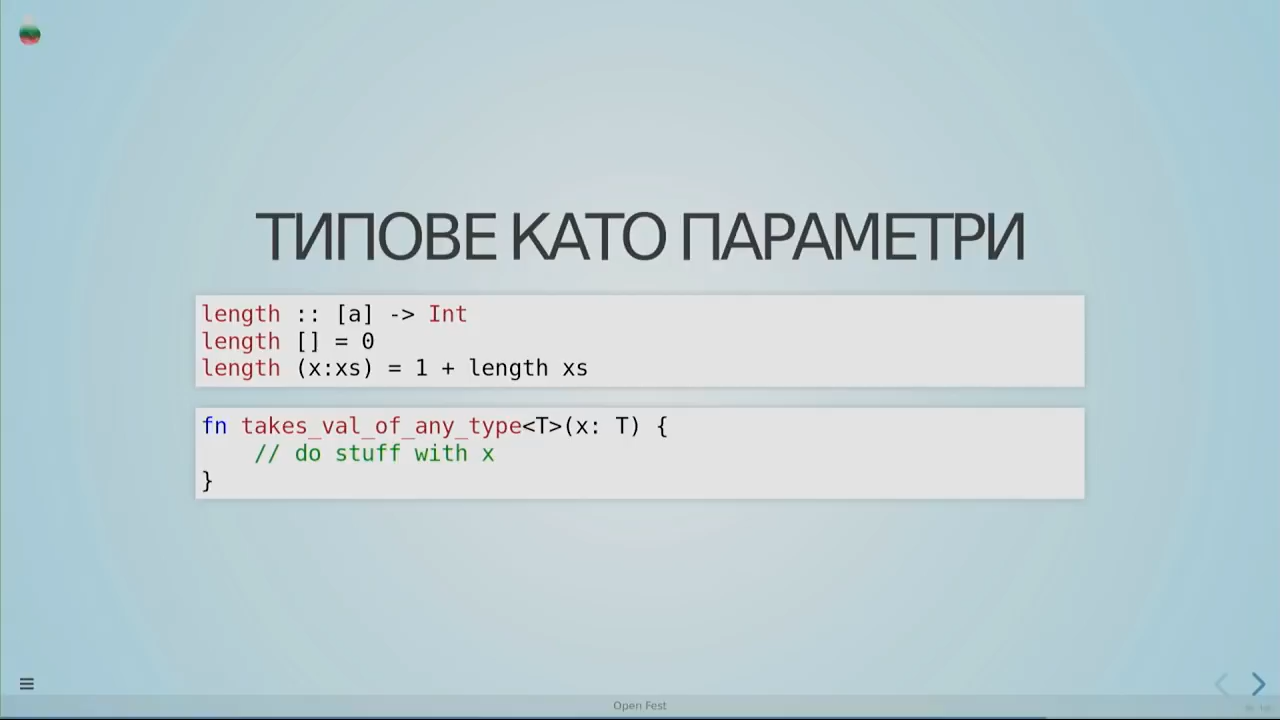 ТИПОВЕ КАТО ПАРАМЕТРИ
length :: [a] -> Int
length [] = 0
length (x:xs) = 1 + length xs
fn takes_val_of_any_type<T>(x: T) {
    // do stuff with x
}
Open Fest